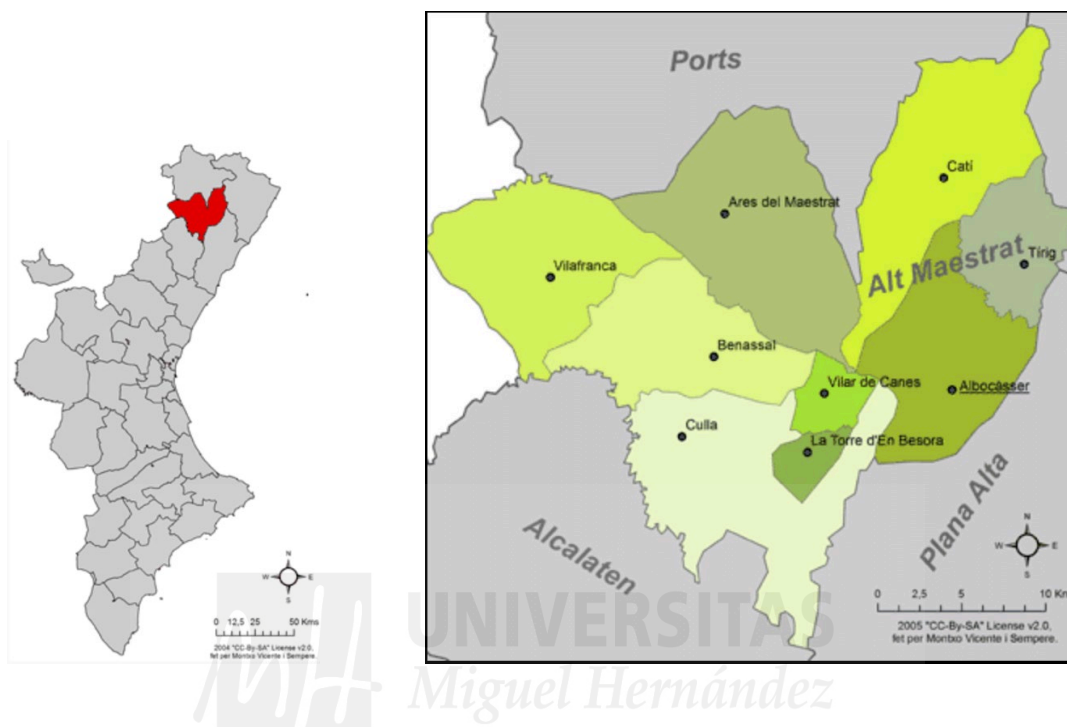 N
W E
S
0 12,5 25 50 Kms
2004 "CC-By-SA" License v2.0,
fet per Montxo Vicente i Sempere.
Ports
Catí
Ares del Maestrat
Alt Maestrat
Tírig
Vilafranca
Benassal
Vilar de Canes
Albocàsser
Culla
La Torre d'En Besora
Plana Alta
Alcalaten
N
W E
S
0 2,5 5 10 Kms
2005 "CC-By-SA" License v2.0,
fet per Montxo Vicente i Sempere.
UNIVERSITAS
Miguel Hernández